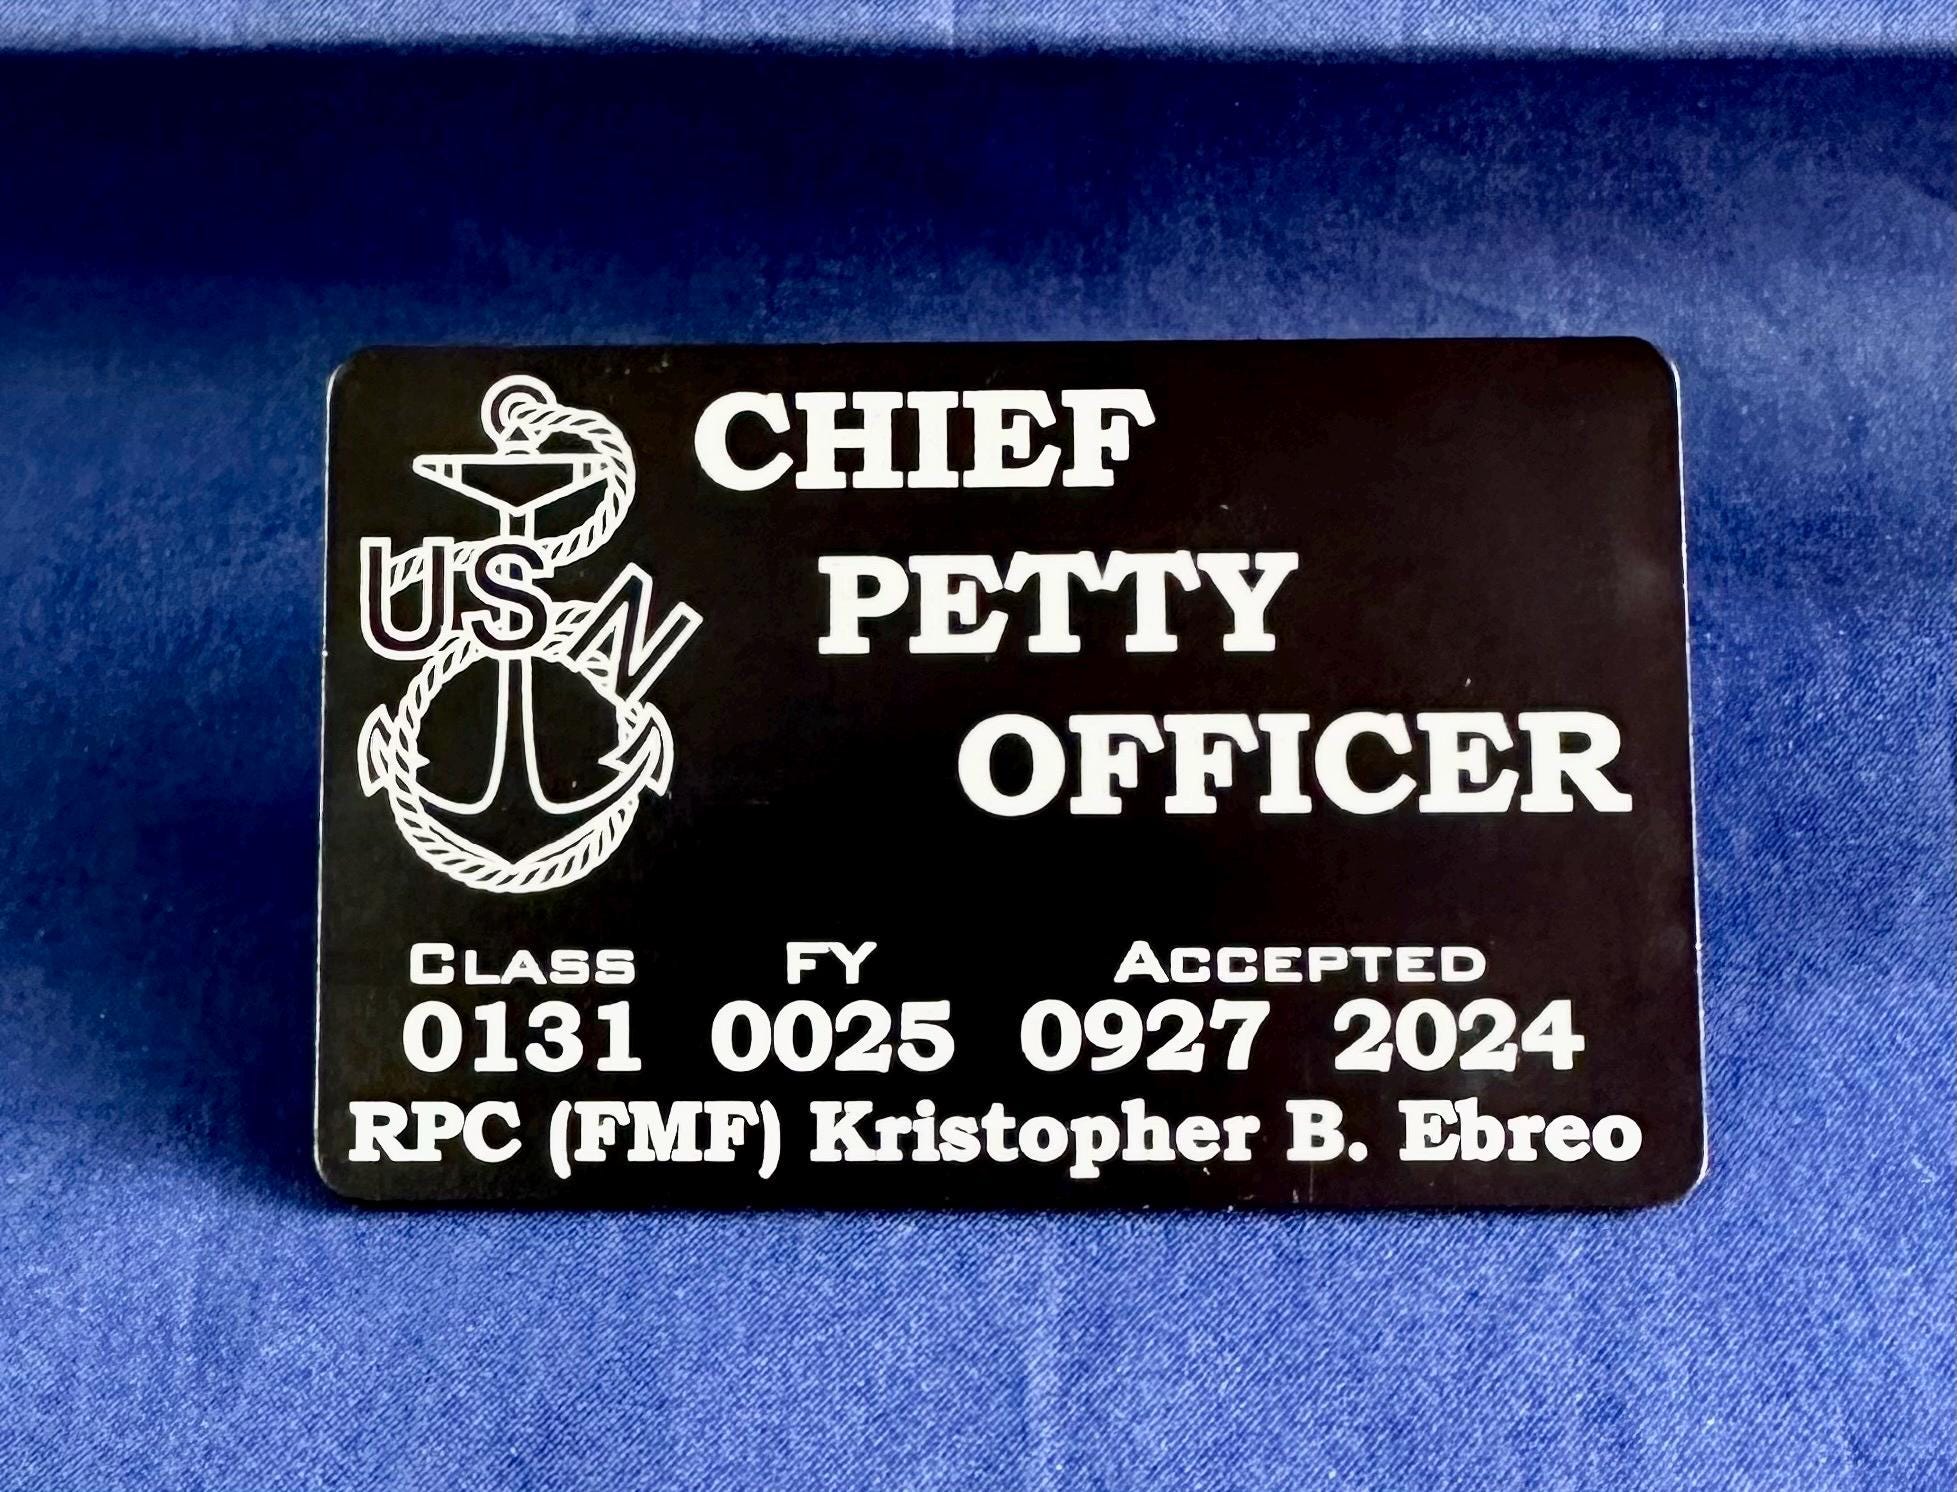 CHIEF
PETTY
OFFICER
USN
CLASS FY ACCEPTED
0131 0025 0927 2024
RPC (FMF) Kristopher B. Ebreo